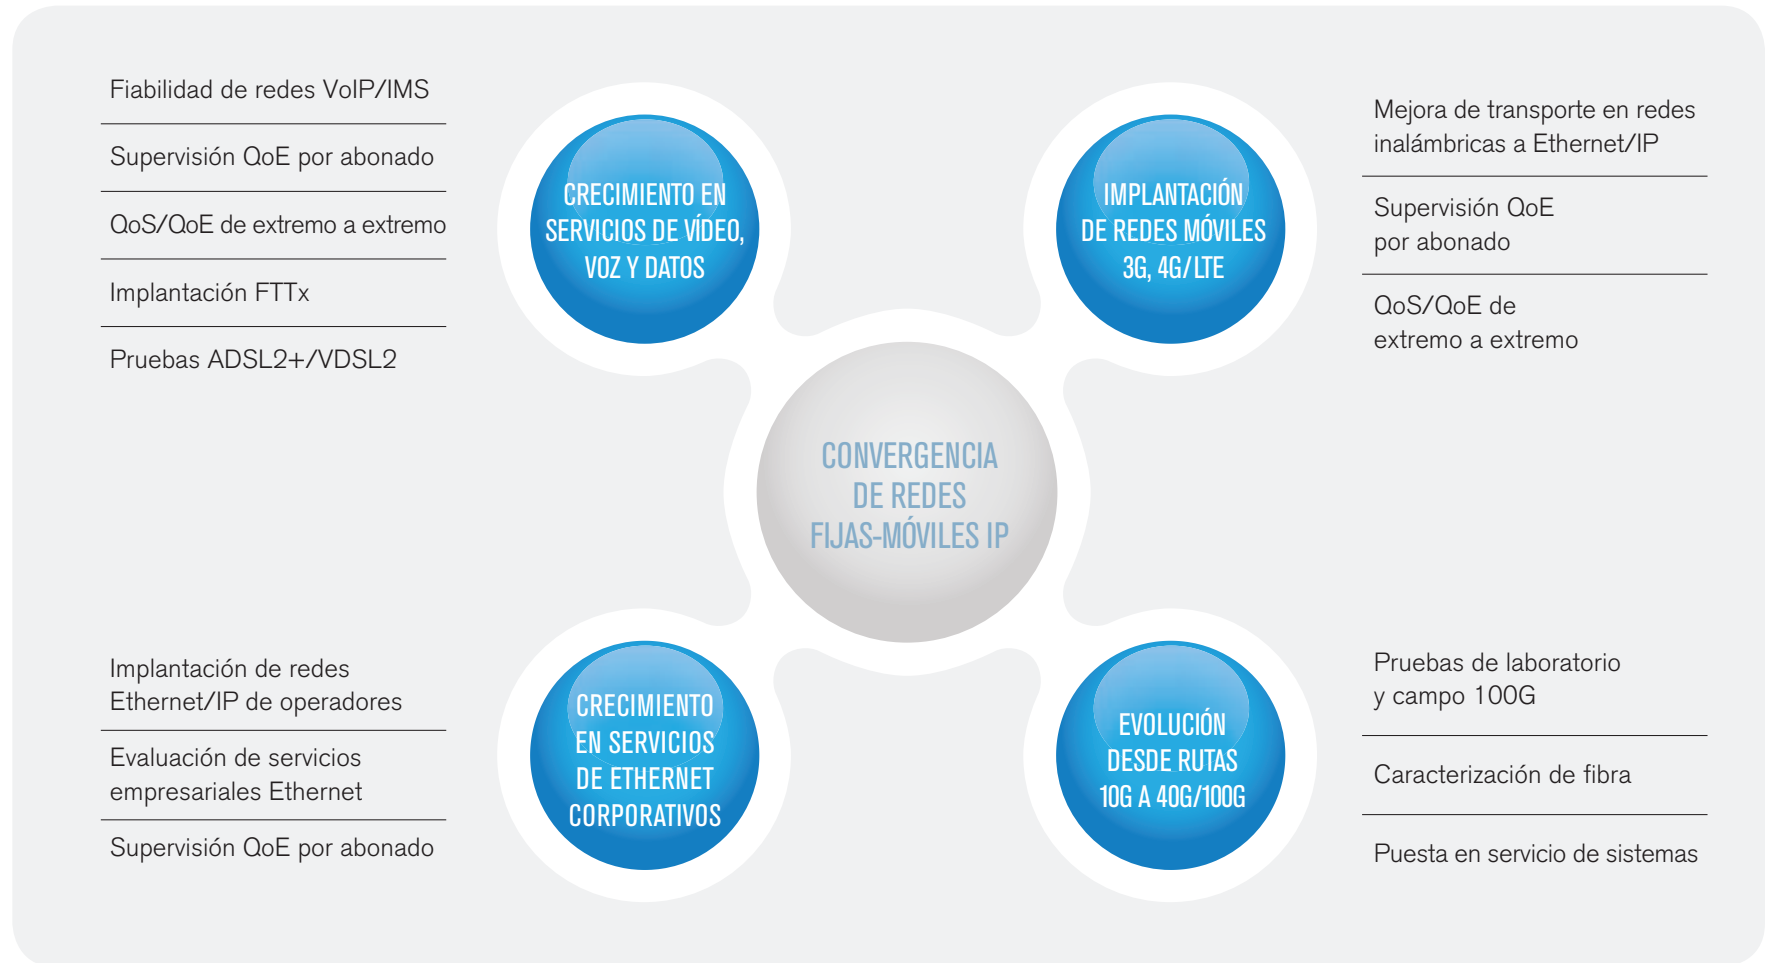 Fiabilidad de redes VoIP/IMS
Supervisión QoE por abonado
QoS/QoE de extremo a extremo
Implantación FTTx
Pruebas ADSL2+/VDSL2
CRECIMIENTO EN
SERVICIOS DE VÍDEO,
VOZ Y DATOS
IMPLANTACIÓN
DE REDES MÓVILES
3G, 4G/LTE
Mejora de transporte en redes
inalámbricas a Ethernet/IP
Supervisión QoE
por abonado
QoS/QoE de
extremo a extremo
CONVERGENCIA
DE REDES
FIJAS-MÓVILES IP
Implantación de redes
Ethernet/IP de operadores
Evaluación de servicios
empresariales Ethernet
Supervisión QoE por abonado
CRECIMIENTO
EN SERVICIOS
DE ETHERNET
CORPORATIVOS
EVOLUCIÓN
DESDE RUTAS
10G A 40G/100G
Pruebas de laboratorio
y campo 100G
Caracterización de fibra
Puesta en servicio de sistemas